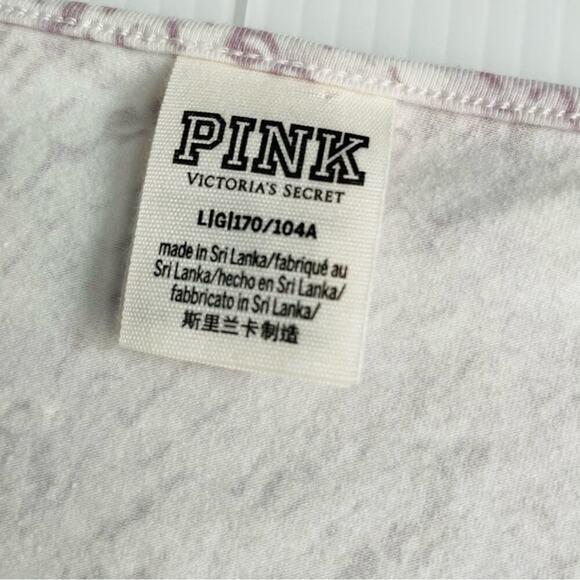 PINK
VICTORIA'S SECRET
L|G|170/104A
made in Sri Lanka/fabriqué au
Sri Lanka/hecho en Sri Lanka/
fabbricato in Sri Lanka/
斯里兰卡制造